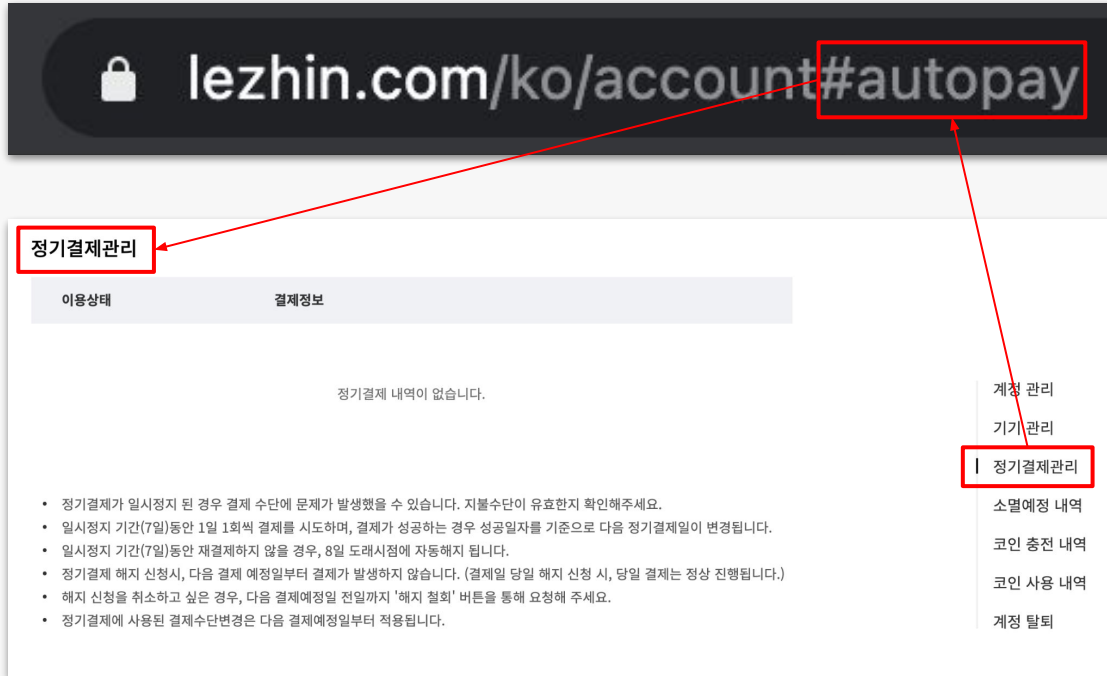 lezhin.com/ko/account#autopay
정기결제관리
이용상태 결제정보
정기결제 내역이 없습니다.
• 정기결제가 일시정지 된 경우 결제 수단에 문제가 발생했을 수 있습니다. 지불수단이 유효한지 확인해주세요.
• 일시정지 기간(7일)동안 1일 1회씩 결제를 시도하며, 결제가 성공하는 경우 성공일자를 기준으로 다음 정기결제일이 변경됩니다.
• 일시정지 기간(7일)동안 재결제하지 않을 경우, 8일 도래시점에 자동해지 됩니다.
• 정기결제 해지 신청시, 다음 결제 예정일부터 결제가 발생하지 않습니다. (결제일 당일 해지 신청 시, 당일 결제는 정상 진행됩니다.)
• 해지 신청을 취소하고 싶은 경우, 다음 결제예정일 전일까지 '해지 철회' 버튼을 통해 요청해 주세요.
• 정기결제에 사용된 결제수단변경은 다음 결제예정일부터 적용됩니다.
계정 관리
기기 관리
정기결제관리
소멸예정 내역
코인 충전 내역
코인 사용 내역
계정 탈퇴